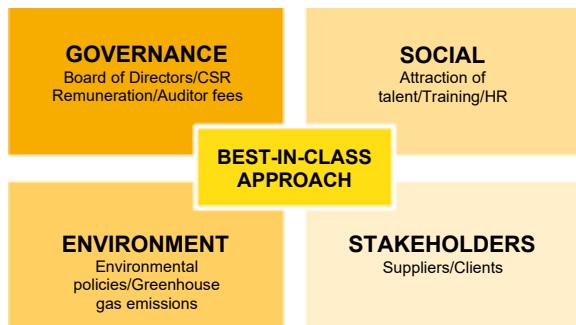 GOVERNANCE
Board of Directors/CSR
Remuneration/Auditor fees
SOCIAL
Attraction of
talent/Training/HR
BEST-IN-CLASS
APPROACH
ENVIRONMENT
Environmental
policies/Greenhouse
gas emissions
STAKEHOLDERS
Suppliers/Clients